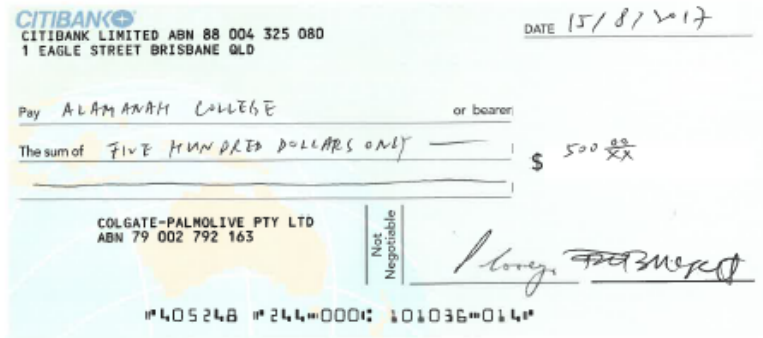 CITIBANK
CITIBANK LIMITED ABN 88 004 325 080
1 EAGLE STREET BRISBANE QLD
DATE 15/8/2017
Pay ALAMANAH COLLEGE or bearer
The sum of FIVE HUNDRED DOLLARS ONLY
$ 500 00/XX
COLGATE-PALMOLIVE PTY LTD
ABN 79 002 792 163
Not Negotiable
⑈405248 ⑈244⑉000⑆ 101036⑉014⑈